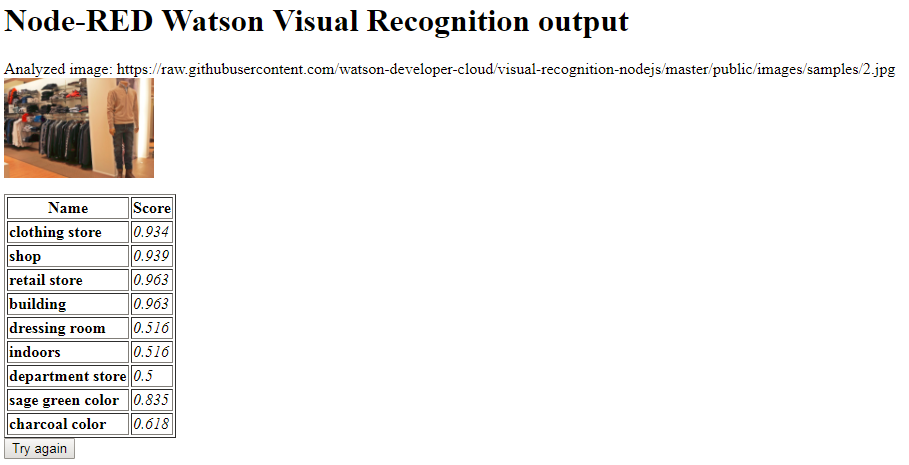 Node-RED Watson Visual Recognition output
Analyzed image: https://raw.githubusercontent.com/watson-developer-cloud/visual-recognition-nodejs/master/public/images/samples/2.jpg
Name Score
clothing store 0.934
shop 0.939
retail store 0.963
building 0.963
dressing room 0.516
indoors 0.516
department store 0.5
sage green color 0.835
charcoal color 0.618
Try again